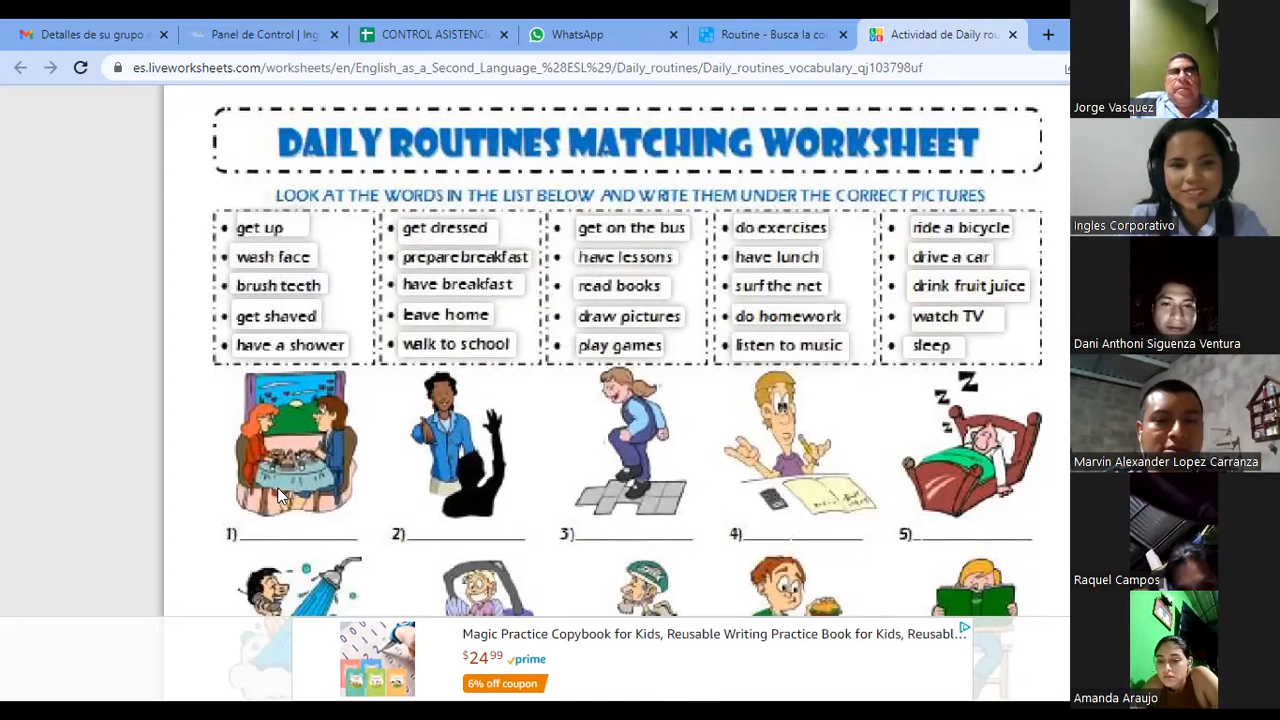 Detalles de su grupo
Panel de Control | Ing
CONTROL ASISTENCI
WhatsApp
Routine - Busca la coi
Actividad de Daily rou
es.liveworksheets.com/worksheets/en/English_as_a_Second_Language_%28ESL%29/Daily_routines/Daily_routines_vocabulary_qj103798uf
DAILY ROUTINES MATCHING WORKSHEET
LOOK AT THE WORDS IN THE LIST BELOW AND WRITE THEM UNDER THE CORRECT PICTURES
• get up
• wash face
• brush teeth
• get shaved
• have a shower
• get dressed
• prepare breakfast
• have breakfast
• leave home
• walk to school
• get on the bus
• have lessons
• read books
• draw pictures
• play games
• do exercises
• have lunch
• surf the net
• do homework
• listen to music
• ride a bicycle
• drive a car
• drink fruit juice
• watch TV
• sleep
1)____________
2)____________
3)____________
4)____________
5)____________
Z Z Z
Magic Practice Copybook for Kids, Reusable Writing Practice Book for Kids, Reusabl...
$24 99 prime
6% off coupon
Jorge Vasquez
Ingles Corporativo
Dani Anthoni Siguenza Ventura
Marvin Alexander Lopez Carranza
Raquel Campos
Amanda Araujo